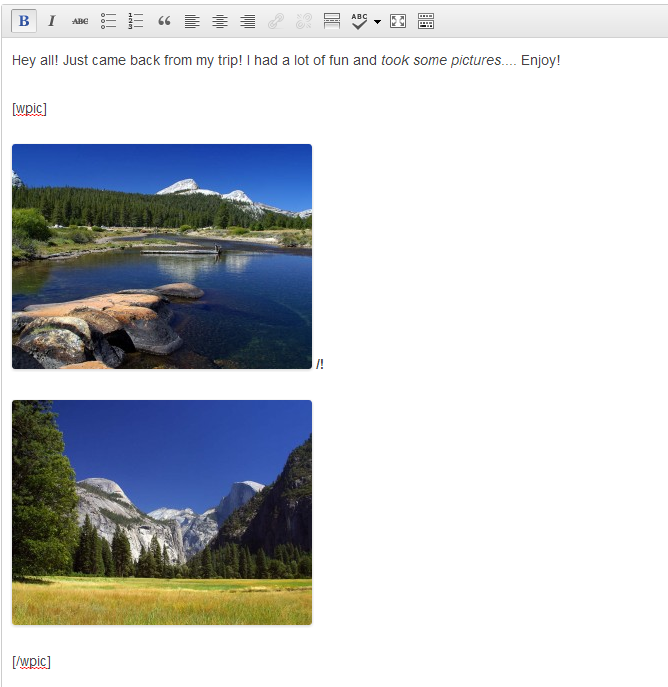 B I ABC ABC
Hey all! Just came back from my trip! I had a lot of fun and took some pictures.... Enjoy!
[wpic]
/!
[/wpic]